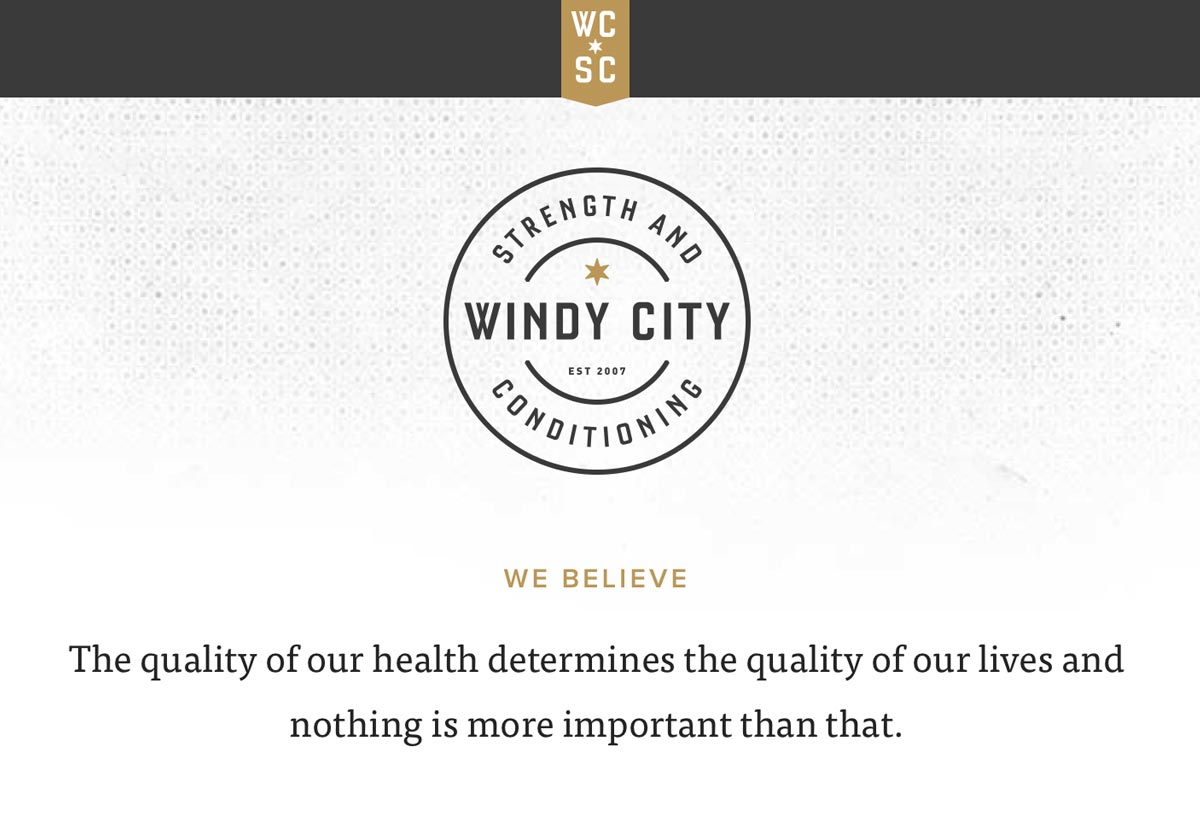 WC
SC
STRENGTH AND
WINDY CITY
EST 2007
CONDITIONING
WE BELIEVE
The quality of our health determines the quality of our lives and
nothing is more important than that.